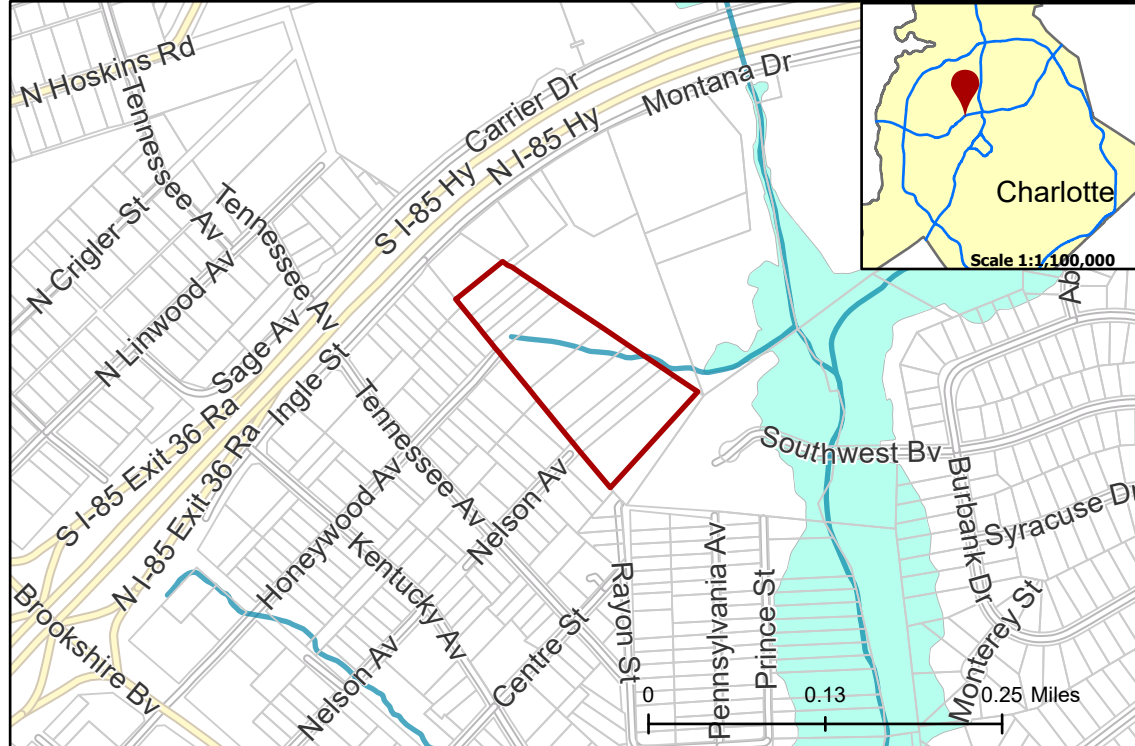 N Hoskins Rd
Tennessee Av
Carrier Dr
Montana Dr
N I-85 Hy
S I-85 Hy
Charlotte
Scale 1:1,100,000
N Crigler St
Tennessee Av
N Linwood Av
Sage Av
Ingle St
S I-85 Exit 36 Ra
N I-85 Exit 36 Ra
Tennessee Av
Honeywood Av
Nelson Av
Kentucky Av
Southwest Bv
Burbank Dr
Syracuse Dr
Monterey St
Brookshire Bv
Nelson Av
Centre St
Rayon St
Pennsylvania Av
Prince St
0 0.13 0.25 Miles